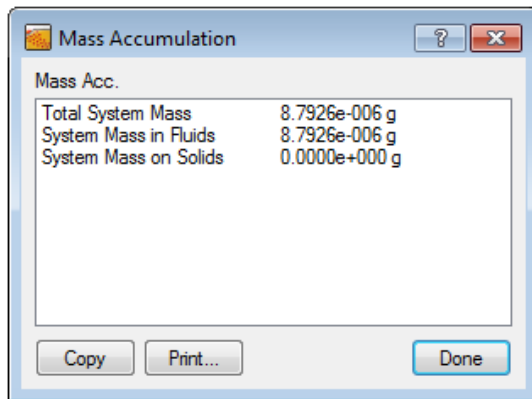 Mass Accumulation ?
Mass Acc.
Total System Mass 8.7926e-006 g
System Mass in Fluids 8.7926e-006 g
System Mass on Solids 0.0000e+000 g
Copy Print... Done